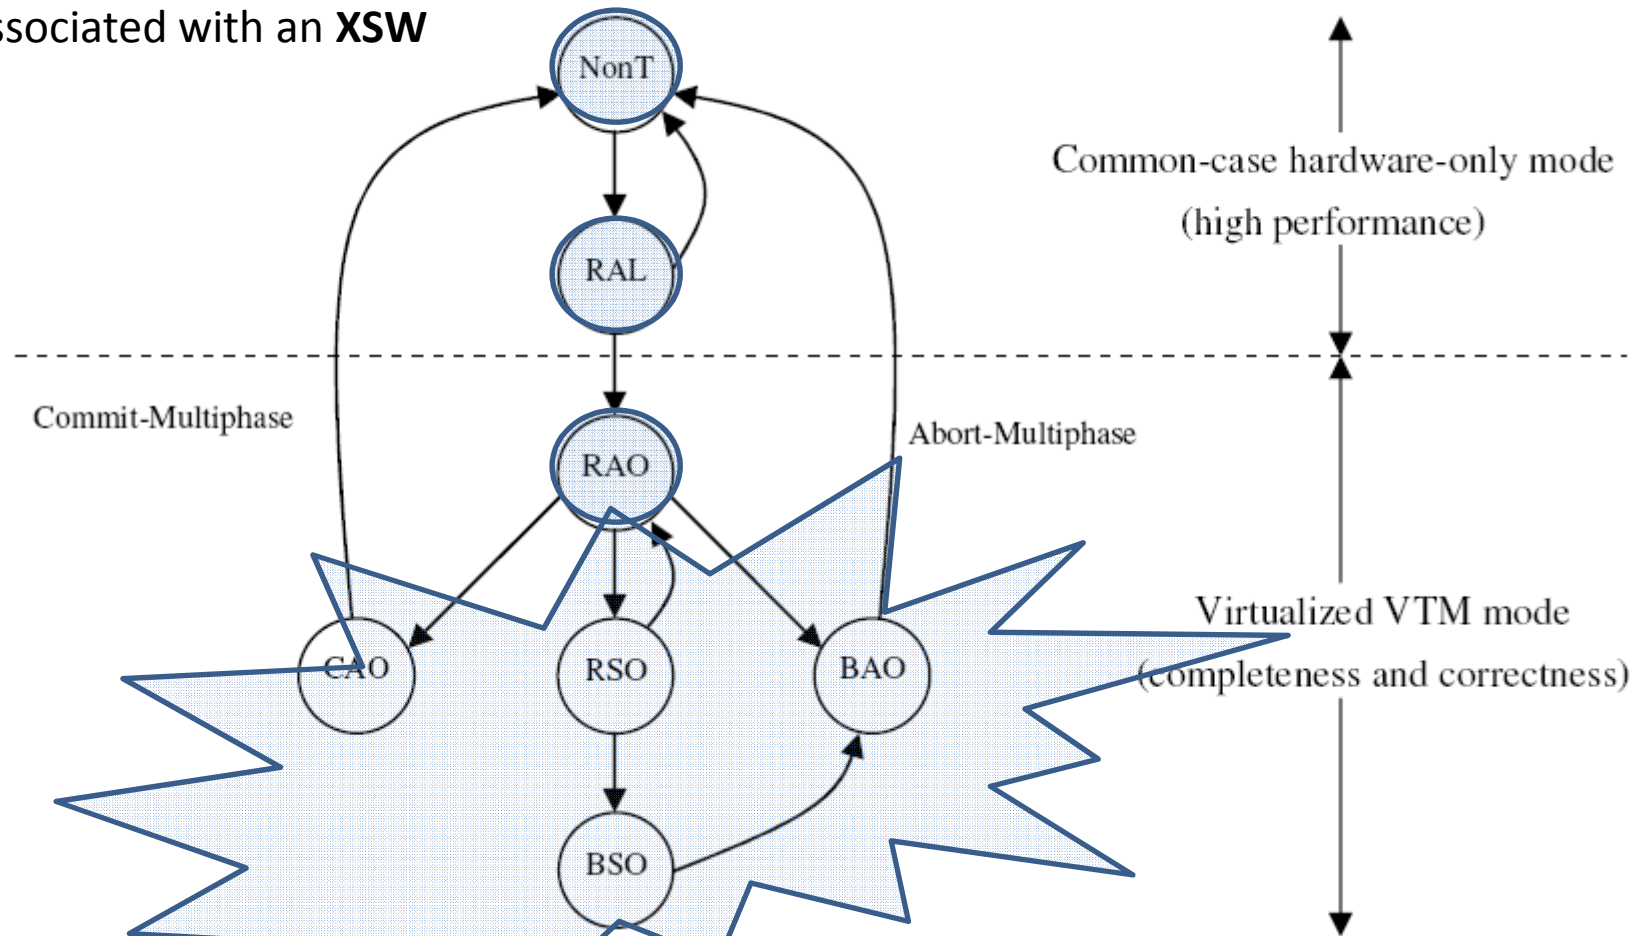 ssociated with an XSW
NonT
Common-case hardware-only mode
(high performance)
RAL
Commit-Multiphase
Abort-Multiphase
RAO
Virtualized VTM mode
(completeness and correctness)
CAO
RSO
BAO
BSO